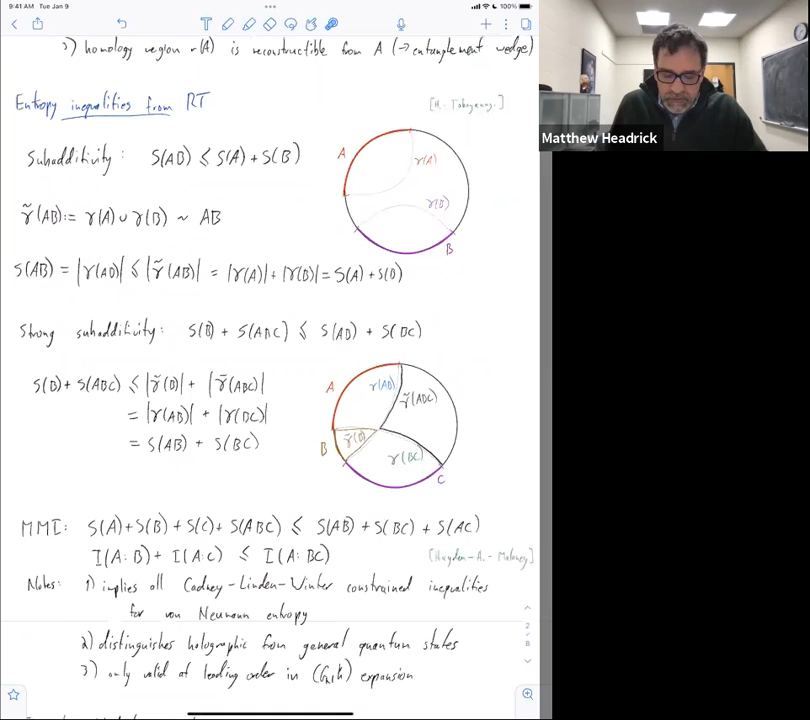 9:41 AM Tue Jan 9
100%
3) homology region r(A) is reconstructible from A (→ entanglement wedge)
Entropy inequalities from RT
[H.-Takayanagi]
Subadditivity: S(AB) ≤ S(A) + S(B)
A
γ(A)
γ(B)
B
γ̃(AB) := γ(A) ∪ γ(B) ~ AB
S(AB) = |γ(AB)| ≤ |γ̃(AB)| = |γ(A)| + |γ(B)| = S(A) + S(B)
Strong subadditivity: S(B) + S(ABC) ≤ S(AB) + S(BC)
S(B) + S(ABC) ≤ |γ̃(B)| + |γ̃(ABC)|
= |γ(AB)| + |γ(BC)|
= S(AB) + S(BC)
A
γ(AB)
γ̃(ABC)
B
γ̃(B)
γ(BC)
C
MMI: S(A) + S(B) + S(C) + S(ABC) ≤ S(AB) + S(BC) + S(AC)
I(A:B) + I(A:C) ≤ I(A:BC)
[Hayden-H.-Maloney]
Notes: 1) implies all Cadney-Linden-Winter constrained inequalities
for von Neumann entropy
2) distinguishes holographic from general quantum states
3) only valid at leading order in (G_N ħ) expansion
2
8
Matthew Headrick